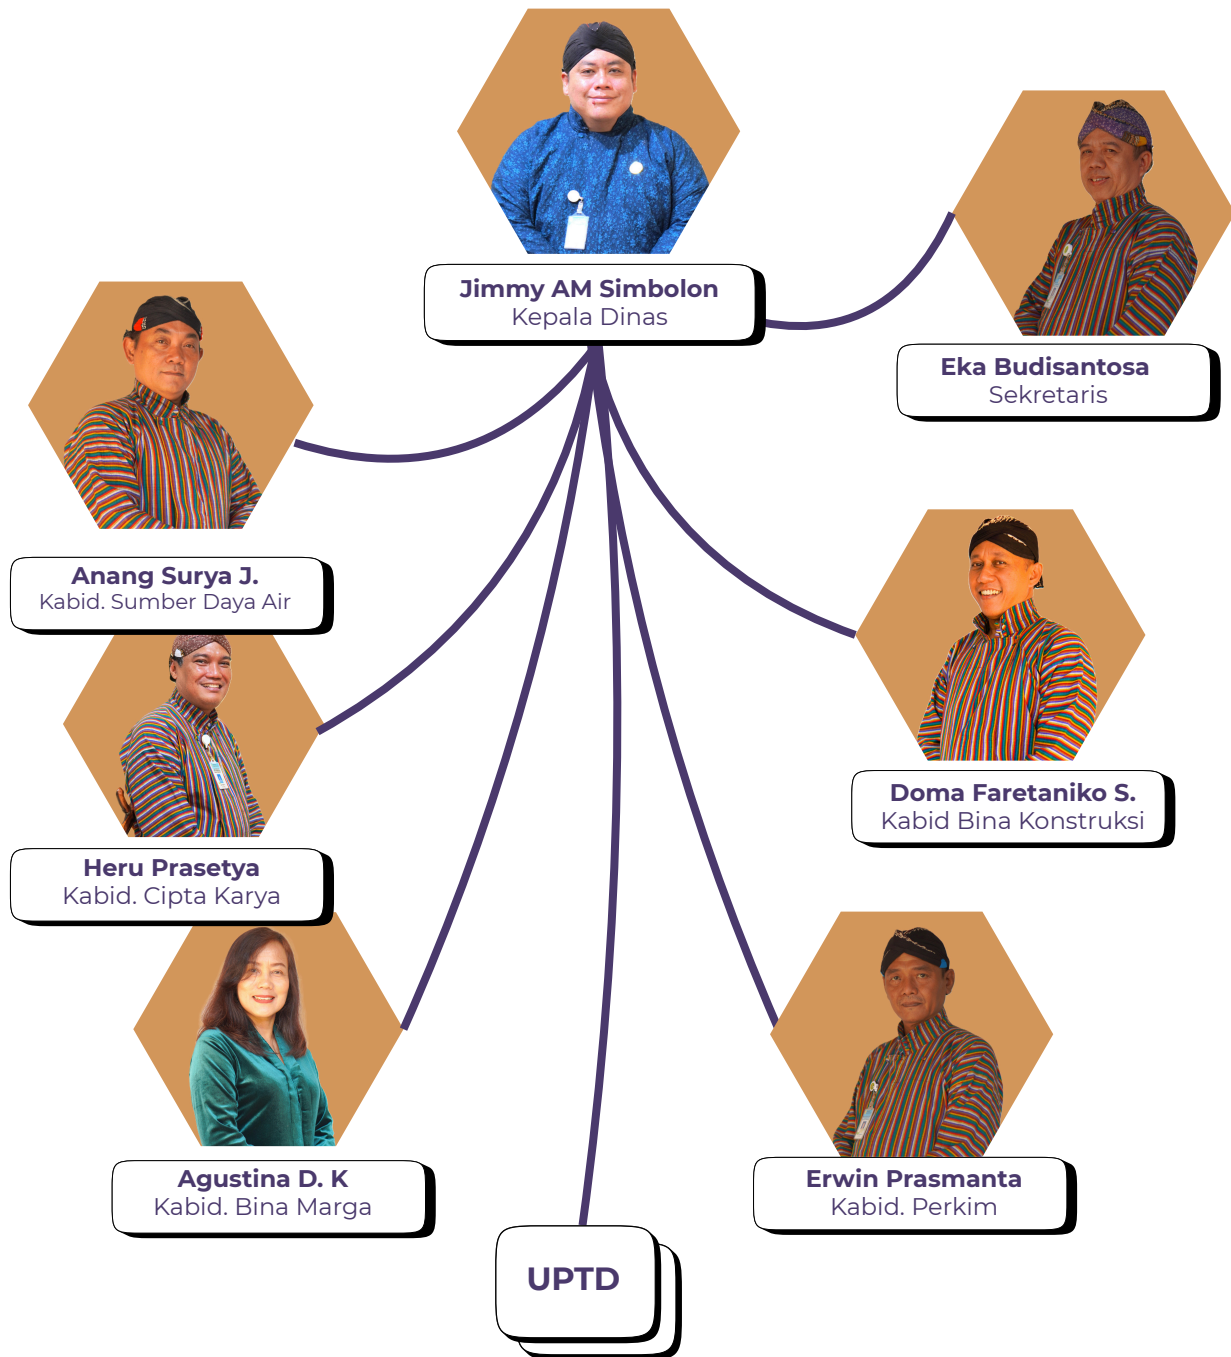 Jimmy AM Simbolon
Kepala Dinas
Eka Budisantosa
Sekretaris
Anang Surya J.
Kabid. Sumber Daya Air
Doma Faretaniko S.
Kabid Bina Konstruksi
Heru Prasetya
Kabid. Cipta Karya
Agustina D. K
Kabid. Bina Marga
Erwin Prasmanta
Kabid. Perkim
UPTD